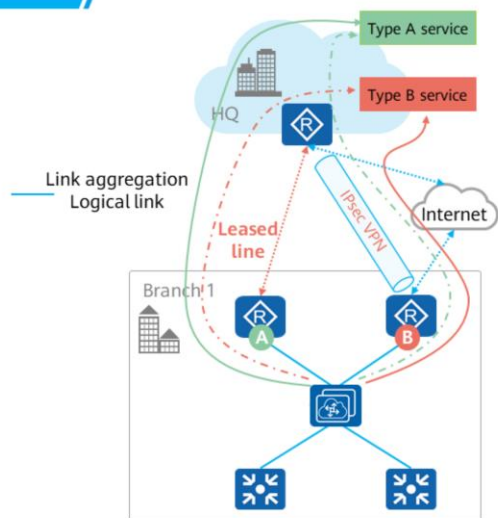 Type A service
Type B service
HQ
R
Link aggregation
Logical link
IPsec VPN
Internet
Leased
line
Branch 1
R
R
A
B